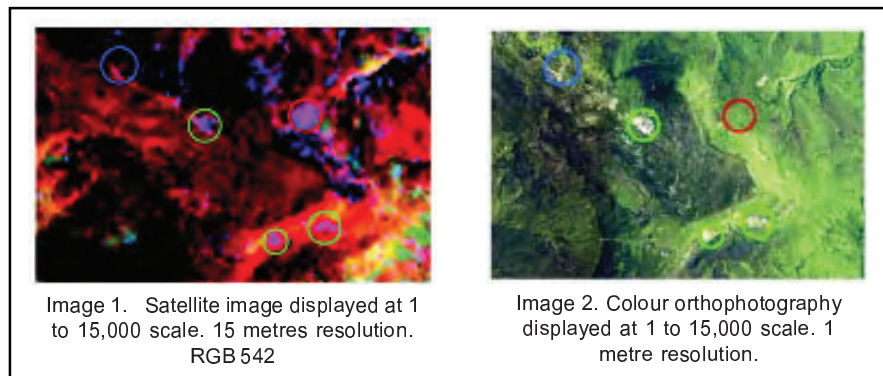 Image 1. Satellite image displayed at 1
to 15,000 scale. 15 metres resolution.
RGB 542
Image 2. Colour orthophotography
displayed at 1 to 15,000 scale. 1
metre resolution.